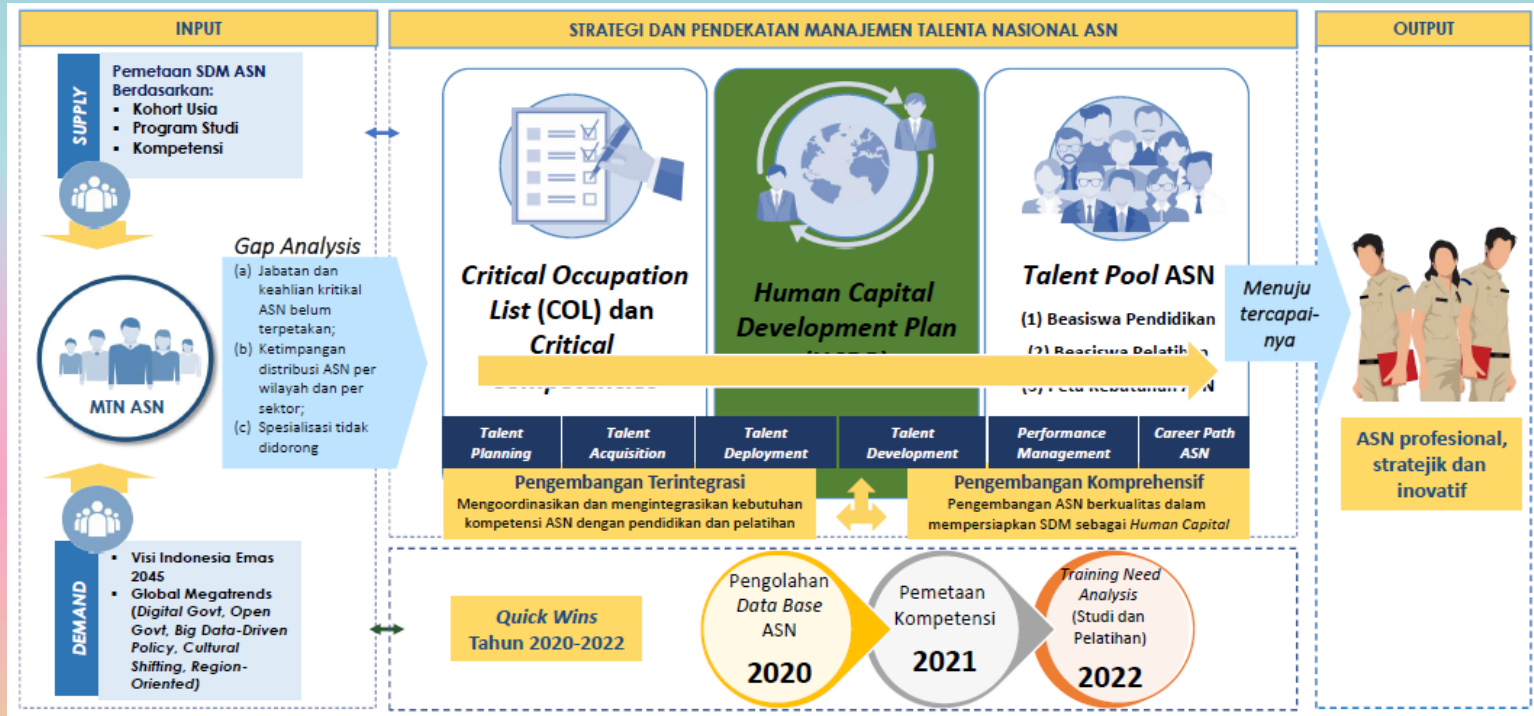 INPUT
SUPPLY
Pemetaan SDM ASN
Berdasarkan:
▪ Kohort Usia
▪ Program Studi
▪ Kompetensi
MTN ASN
DEMAND
▪ Visi Indonesia Emas
2045
▪ Global Megatrends
(Digital Govt, Open
Govt, Big Data-Driven
Policy, Cultural
Shifting, Region-
Oriented)
Gap Analysis
(a) Jabatan dan
keahlian kritikal
ASN belum
terpetakan;
(b) Ketimpangan
distribusi ASN per
wilayah dan per
sektor;
(c) Spesialisasi tidak
didorong
STRATEGI DAN PENDEKATAN MANAJEMEN TALENTA NASIONAL ASN
Critical Occupation
List (COL) dan
Critical
Human Capital
Development Plan
Talent Pool ASN
(1) Beasiswa Pendidikan
(2) Beasiswa Pelatihan
Talent
Planning
Talent
Acquisition
Talent
Deployment
Talent
Development
Performance
Management
Career Path
ASN
Pengembangan Terintegrasi
Mengoordinasikan dan mengintegrasikan kebutuhan
kompetensi ASN dengan pendidikan dan pelatihan
Pengembangan Komprehensif
Pengembangan ASN berkualitas dalam
mempersiapkan SDM sebagai Human Capital
Quick Wins
Tahun 2020-2022
Pengolahan
Data Base
ASN
2020
Pemetaan
Kompetensi
2021
Training Need
Analysis
(Studi dan
Pelatihan)
2022
Menuju
tercapai-
nya
OUTPUT
ASN profesional,
stratejik dan
inovatif